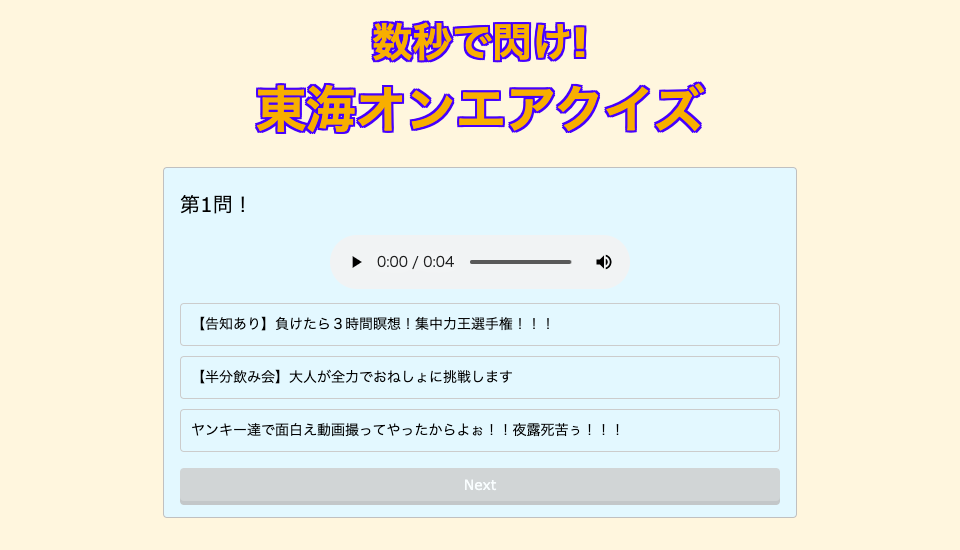 数秒で閃け!
東海オンエアクイズ
第1問！
0:00 / 0:04
【告知あり】負けたら３時間瞑想！集中力王選手権！！！
【半分飲み会】大人が全力でおねしょに挑戦します
ヤンキー達で面白え動画撮ってやったからよぉ！！夜露死苦ぅ！！！
Next